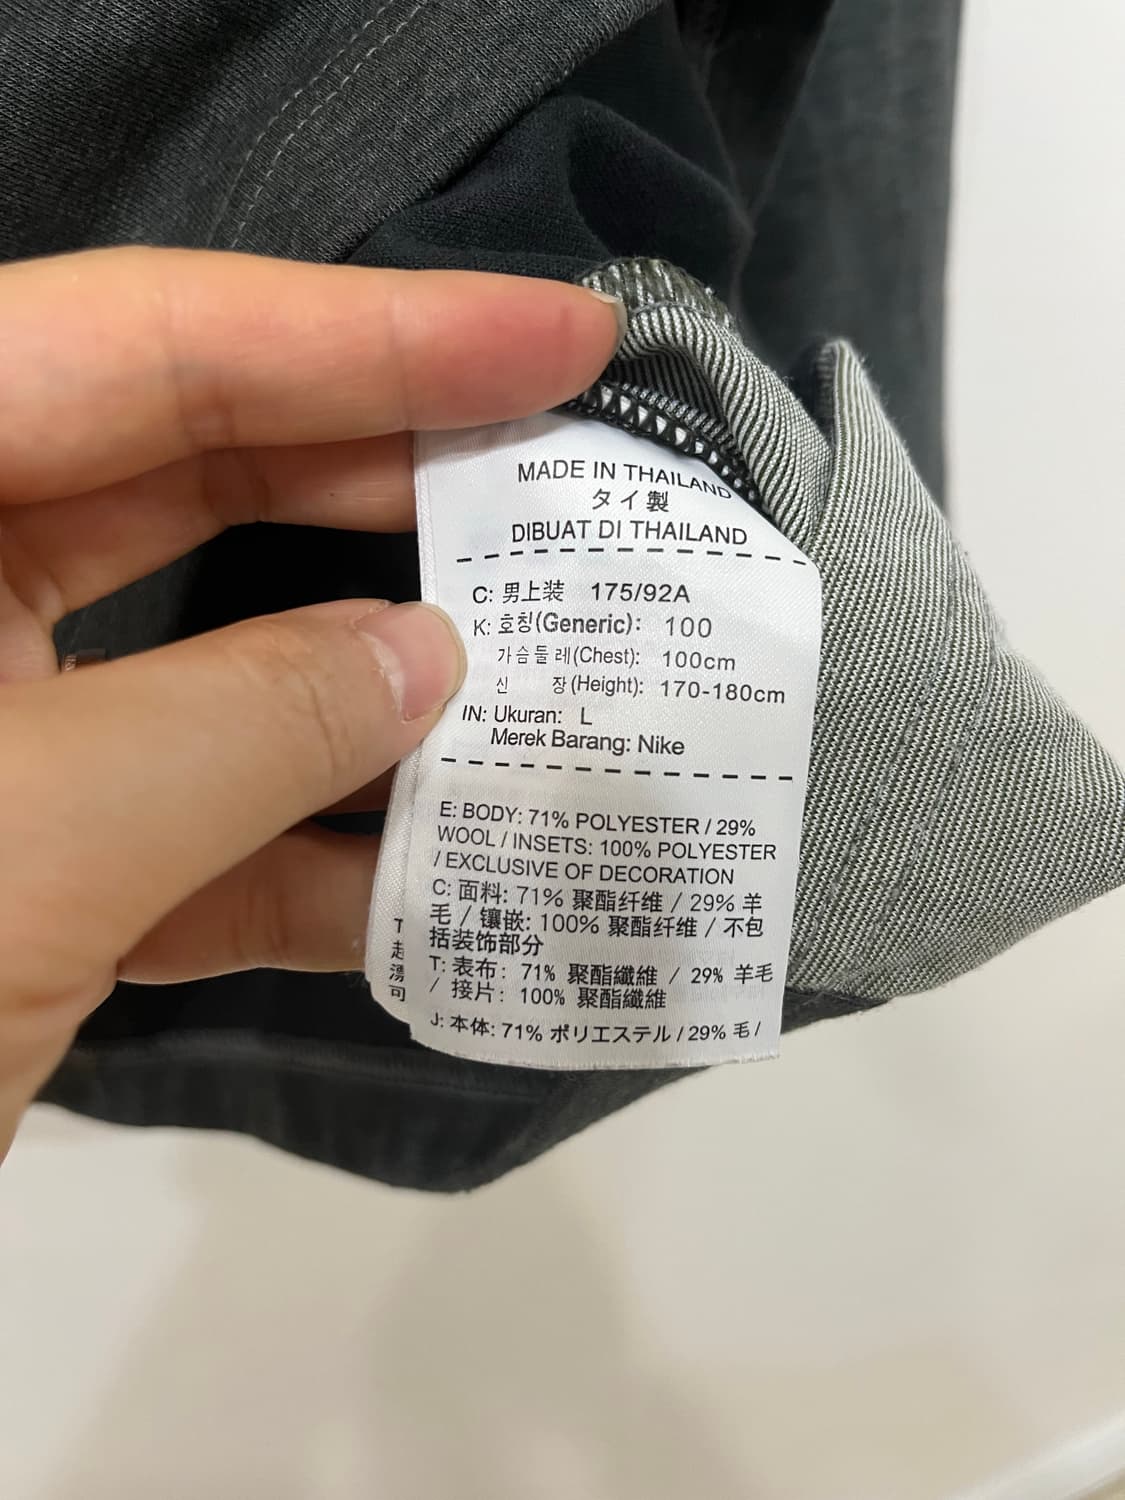 MADE IN THAILAND
タイ製
DIBUAT DI THAILAND
C: 男上装 175/92A
K: 호칭(Generic): 100
가슴둘레(Chest): 100cm
신 장(Height): 170-180cm
IN: Ukuran: L
Merek Barang: Nike
E: BODY: 71% POLYESTER / 29%
WOOL / INSETS: 100% POLYESTER
/ EXCLUSIVE OF DECORATION
C: 面料: 71% 聚酯纤维 / 29% 羊
毛 / 镶嵌: 100% 聚酯纤维 / 不包
括装饰部分
T: 表布: 71% 聚酯纖維 / 29% 羊毛
/ 接片: 100% 聚酯纖維
J: 本体: 71% ポリエステル / 29% 毛 /